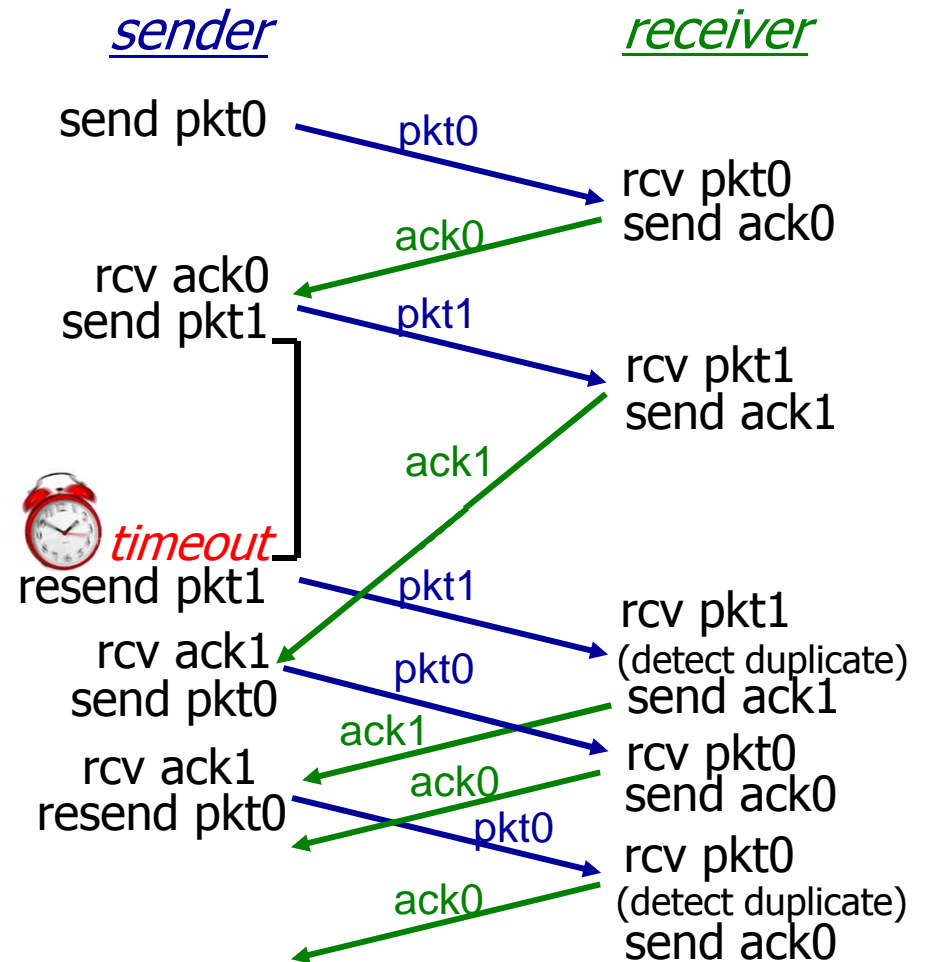 sender
receiver
send pkt0
pkt0
rcv pkt0
send ack0
ack0
rcv ack0
send pkt1
pkt1
rcv pkt1
send ack1
ack1
timeout
resend pkt1
pkt1
rcv pkt1
(detect duplicate)
send ack1
rcv ack1
send pkt0
pkt0
ack1
rcv pkt0
send ack0
rcv ack1
resend pkt0
ack0
pkt0
rcv pkt0
(detect duplicate)
send ack0
ack0